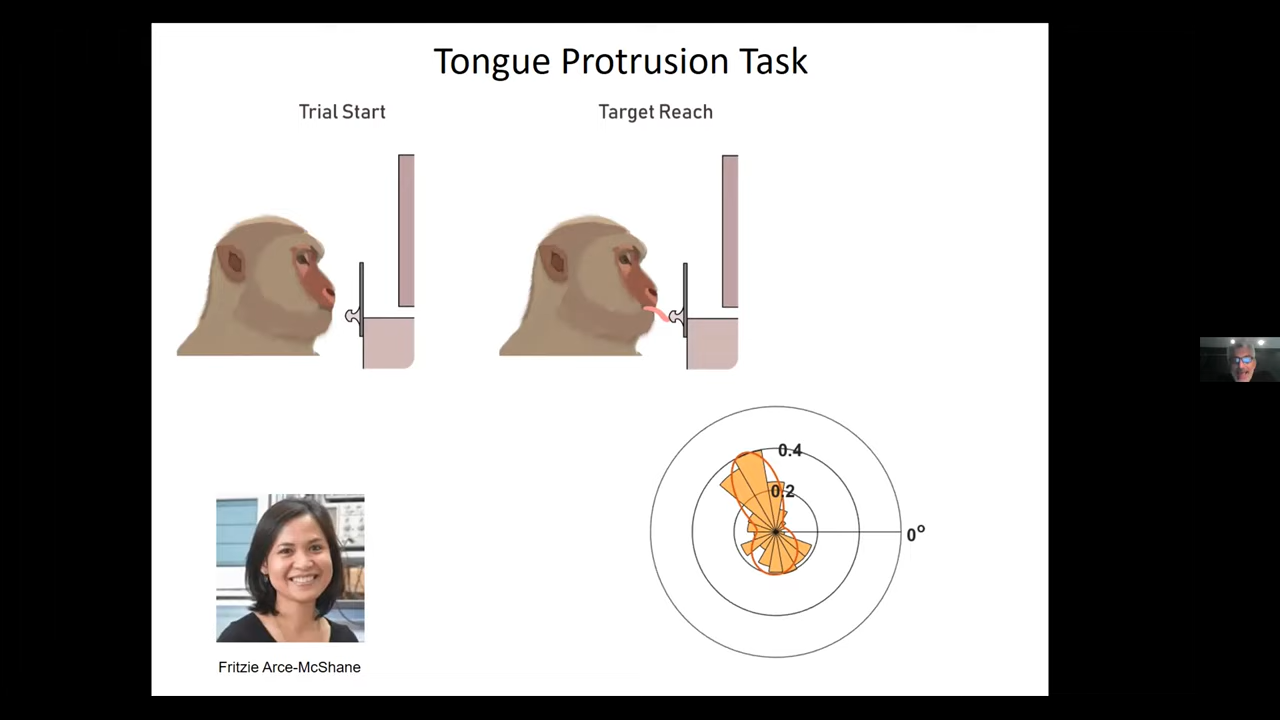 Tongue Protrusion Task
Trial Start
Target Reach
0.4
0.2
0°
Fritzie Arce-McShane